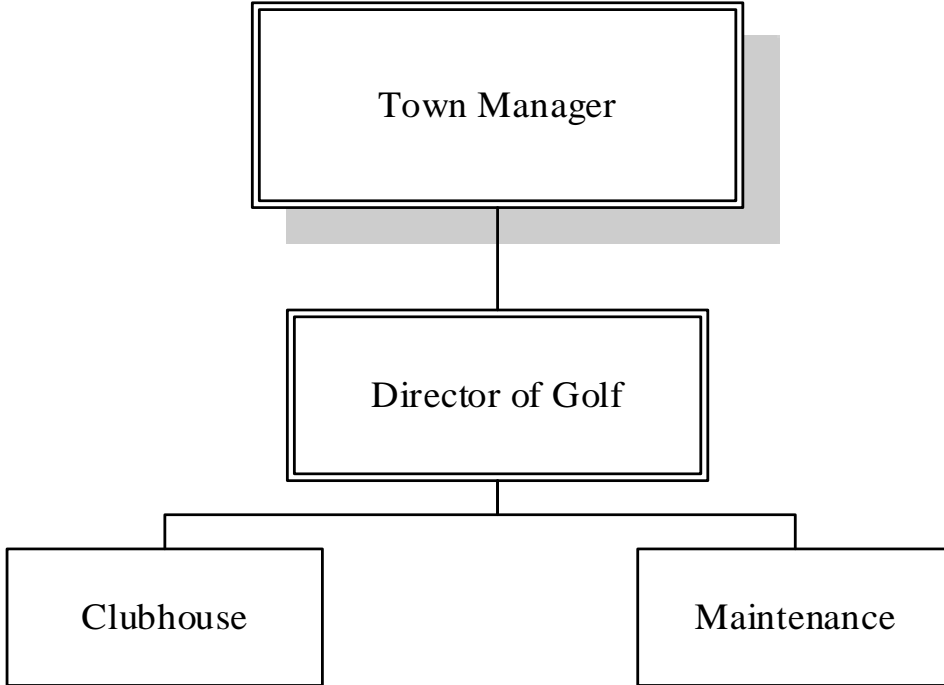 Town Manager
Director of Golf
Clubhouse
Maintenance